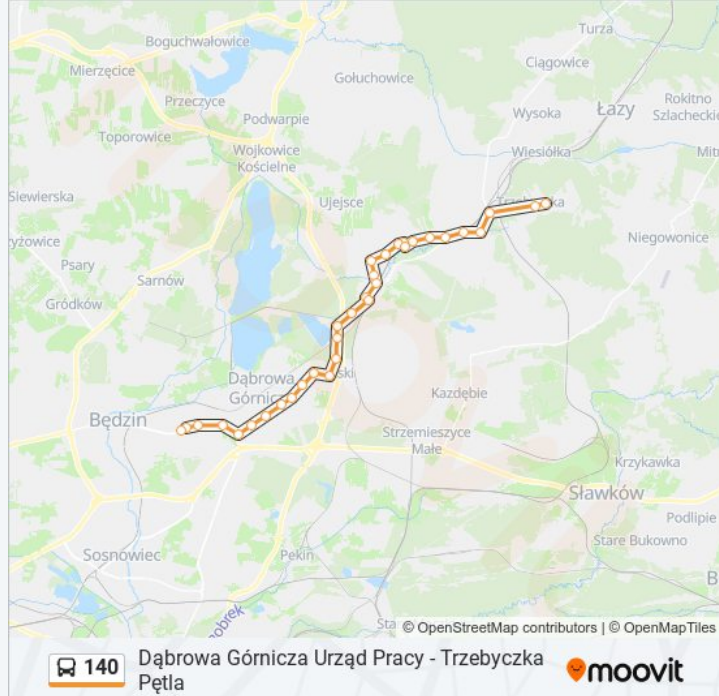 Turza
Boguchwałowice
Ciągowice
Mierzęcice
Gołuchowice
Przeczyce
Łazy
Rokitno
Szlacheckie
Podwarpie
Wysoka
Toporowice
Wojkowice
Kościelne
Wiesiółka
Siewierska
Ujejsce
Niegowonice
Psary
Sarnów
Gródków
Dąbrowa
Górnicza
Kazdębie
Będzin
Strzemieszyce
Małe
Krzykawka
Sławków
Podlipie
Stare Bukowno
Sosnowiec
Pekin
© OpenStreetMap contributors | © OpenMapTiles
140
Dąbrowa Górnicza Urząd Pracy - Trzebyczka
Pętla
moovit